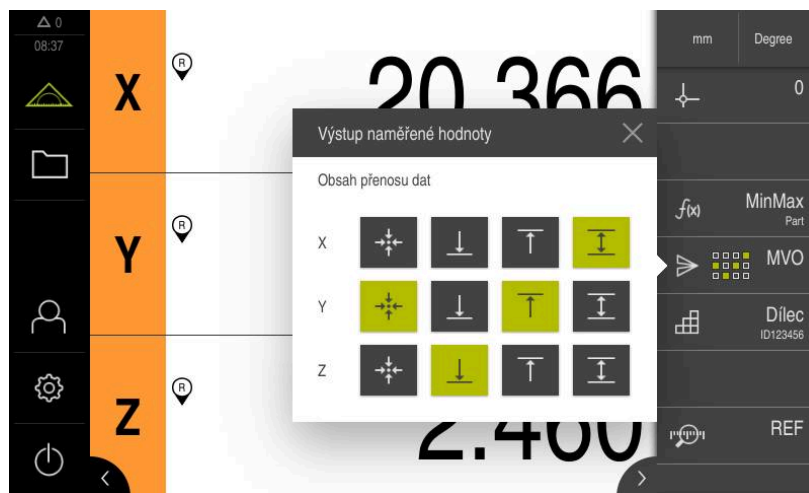 0
08:37
X
R
20.366
mm
Degree
0
Výstup naměřené hodnoty
Obsah přenosu dat
X
Y
Z
Y
R
f(x)
MinMax
Part
MVO
Dílec
ID123456
Z
R
2.460
REF